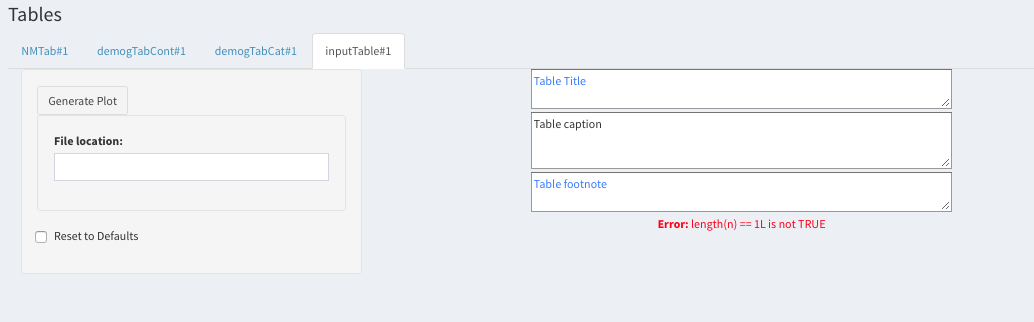 Tables
NMTab#1 demogTabCont#1 demogTabCat#1 inputTable#1
Generate Plot
File location:
Reset to Defaults
Table Title
Table caption
Table footnote
Error: length(n) == 1L is not TRUE